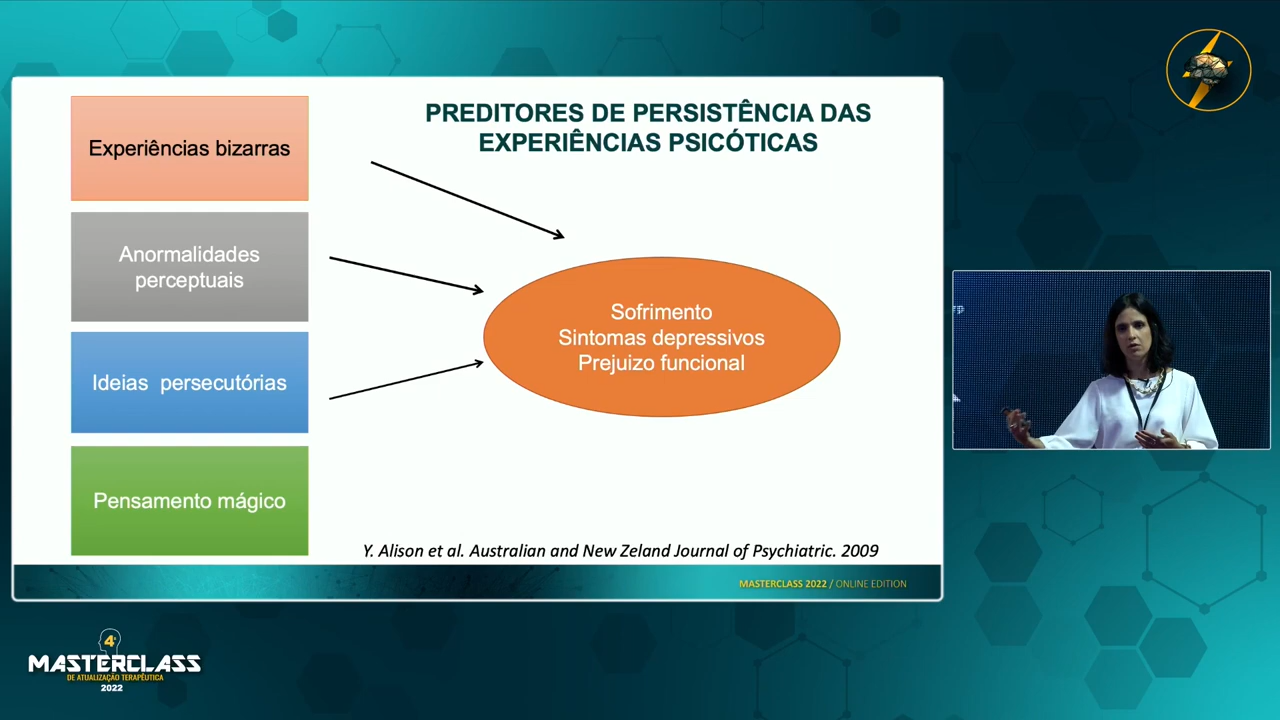 PREDITORES DE PERSISTÊNCIA DAS
EXPERIÊNCIAS PSICÓTICAS
Experiências bizarras
Anormalidades
perceptuais
Ideias persecutórias
Pensamento mágico
Sofrimento
Sintomas depressivos
Prejuizo funcional
Y. Alison et al. Australian and New Zeland Journal of Psychiatric. 2009
MASTERCLASS 2022 / ONLINE EDITION
4ª
MASTERCLASS
DE ATUALIZAÇÃO TERAPÊUTICA
2022